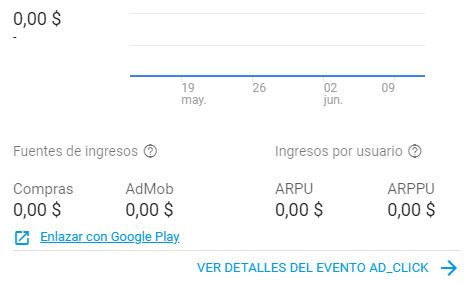 0,00 $
-
19 may.
26
02 jun.
09
Fuentes de ingresos ?
Ingresos por usuario ?
Compras
AdMob
ARPU
ARPPU
0,00 $
0,00 $
0,00 $
0,00 $
Enlazar con Google Play
VER DETALLES DEL EVENTO AD_CLICK